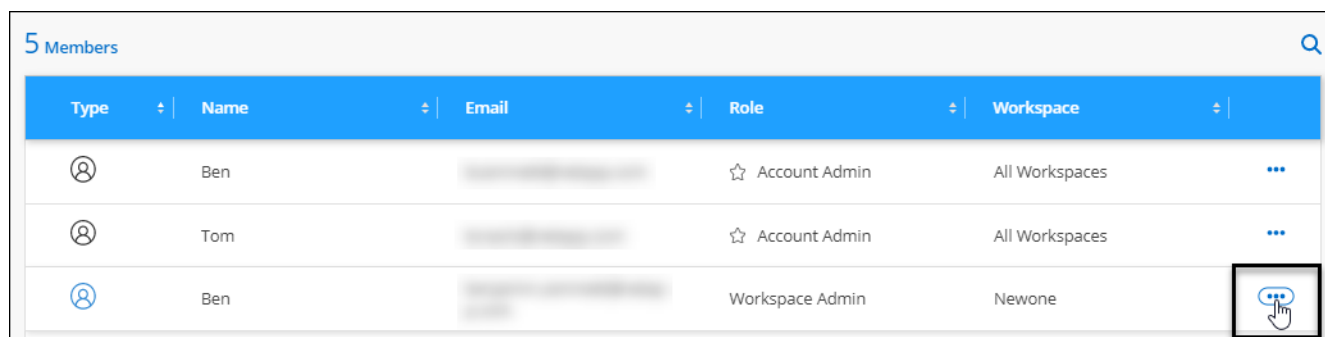 5 Members
Type Name Email Role Workspace
Ben Account Admin All Workspaces
Tom Account Admin All Workspaces
Ben Workspace Admin Newone